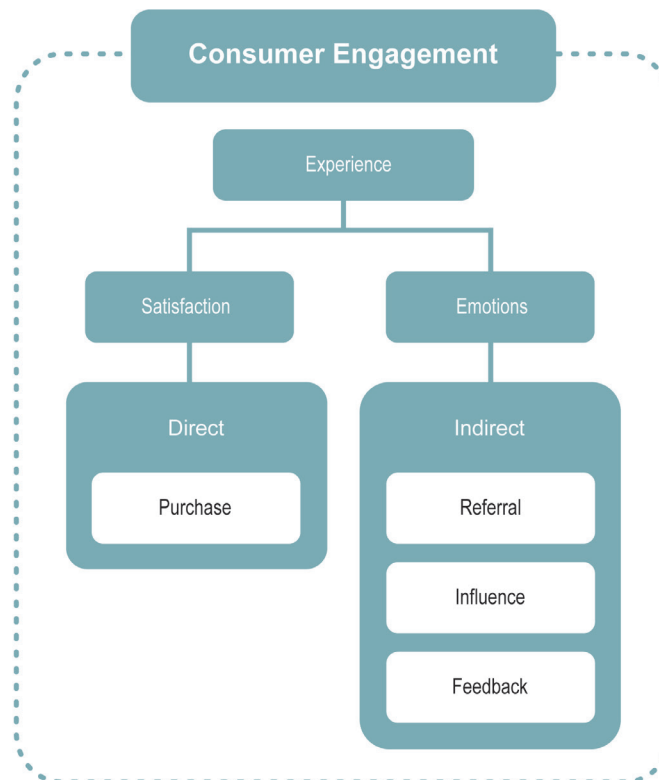 Consumer Engagement
Experience
Satisfaction
Emotions
Direct
Indirect
Purchase
Referral
Influence
Feedback